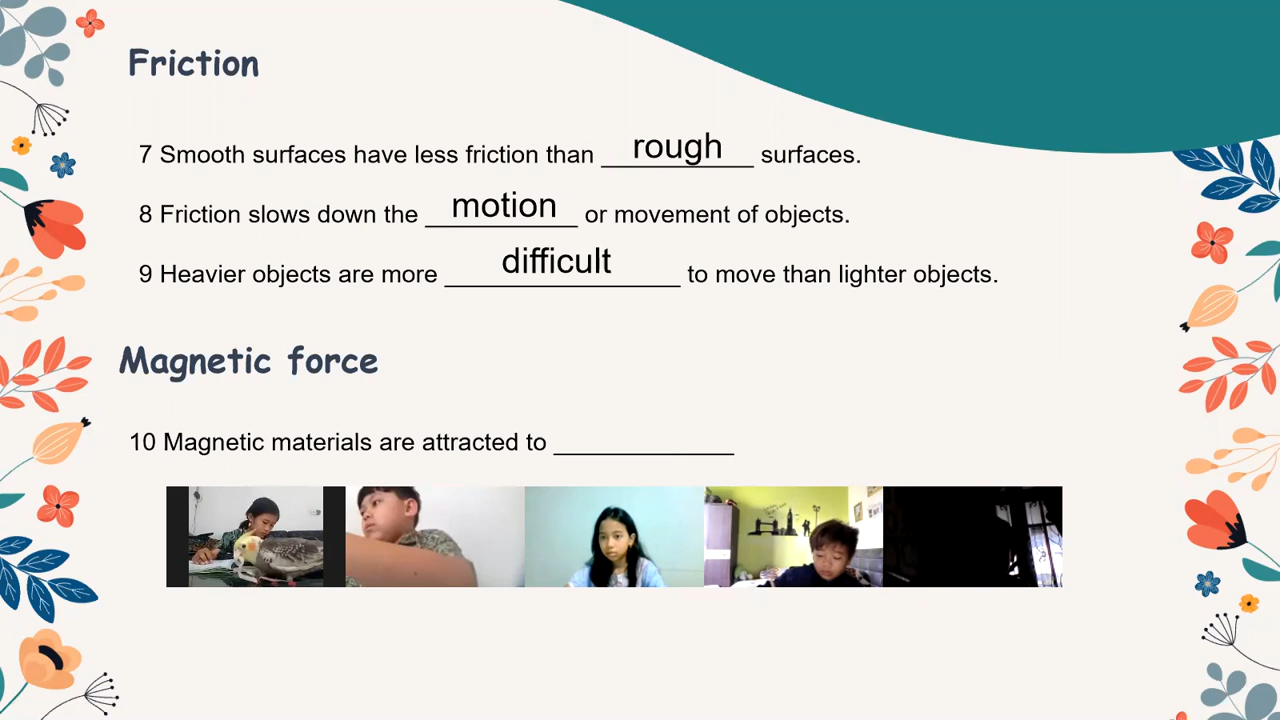 Friction
7 Smooth surfaces have less friction than rough surfaces.
8 Friction slows down the motion or movement of objects.
9 Heavier objects are more difficult to move than lighter objects.
Magnetic force
10 Magnetic materials are attracted to ______________